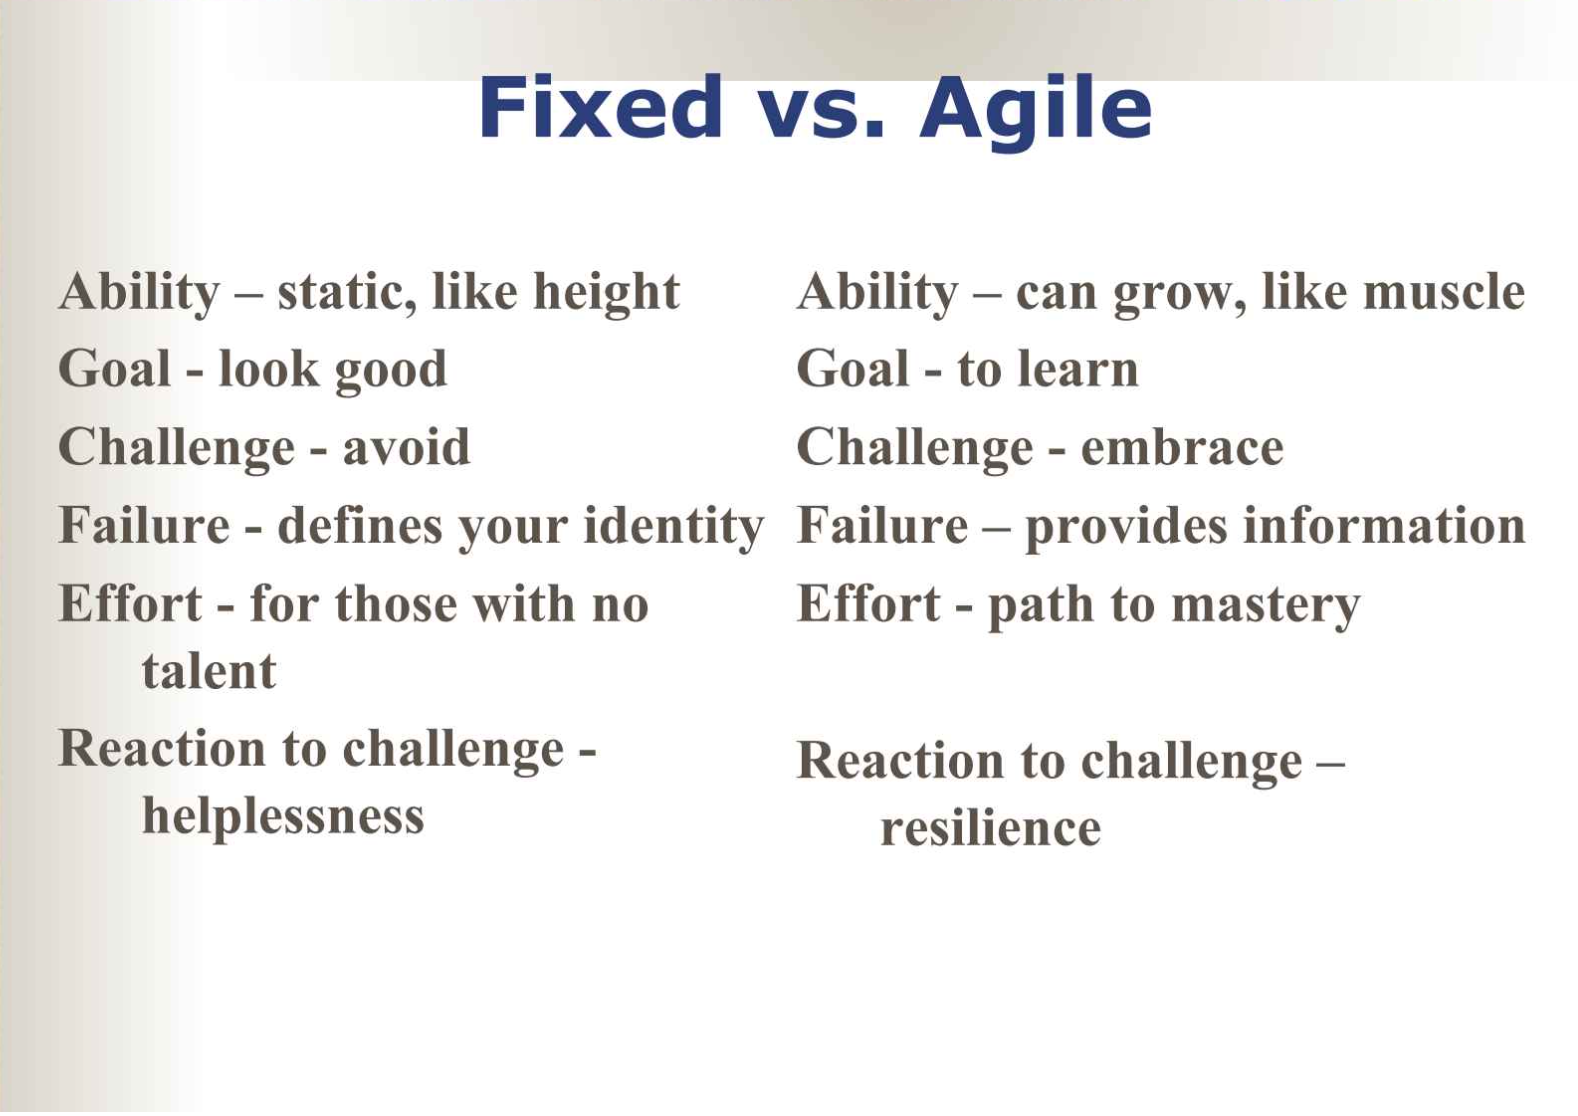 Fixed vs. Agile
Ability – static, like height
Goal - look good
Challenge - avoid
Failure - defines your identity
Effort - for those with no
talent
Reaction to challenge -
helplessness
Ability – can grow, like muscle
Goal - to learn
Challenge - embrace
Failure – provides information
Effort - path to mastery
Reaction to challenge –
resilience